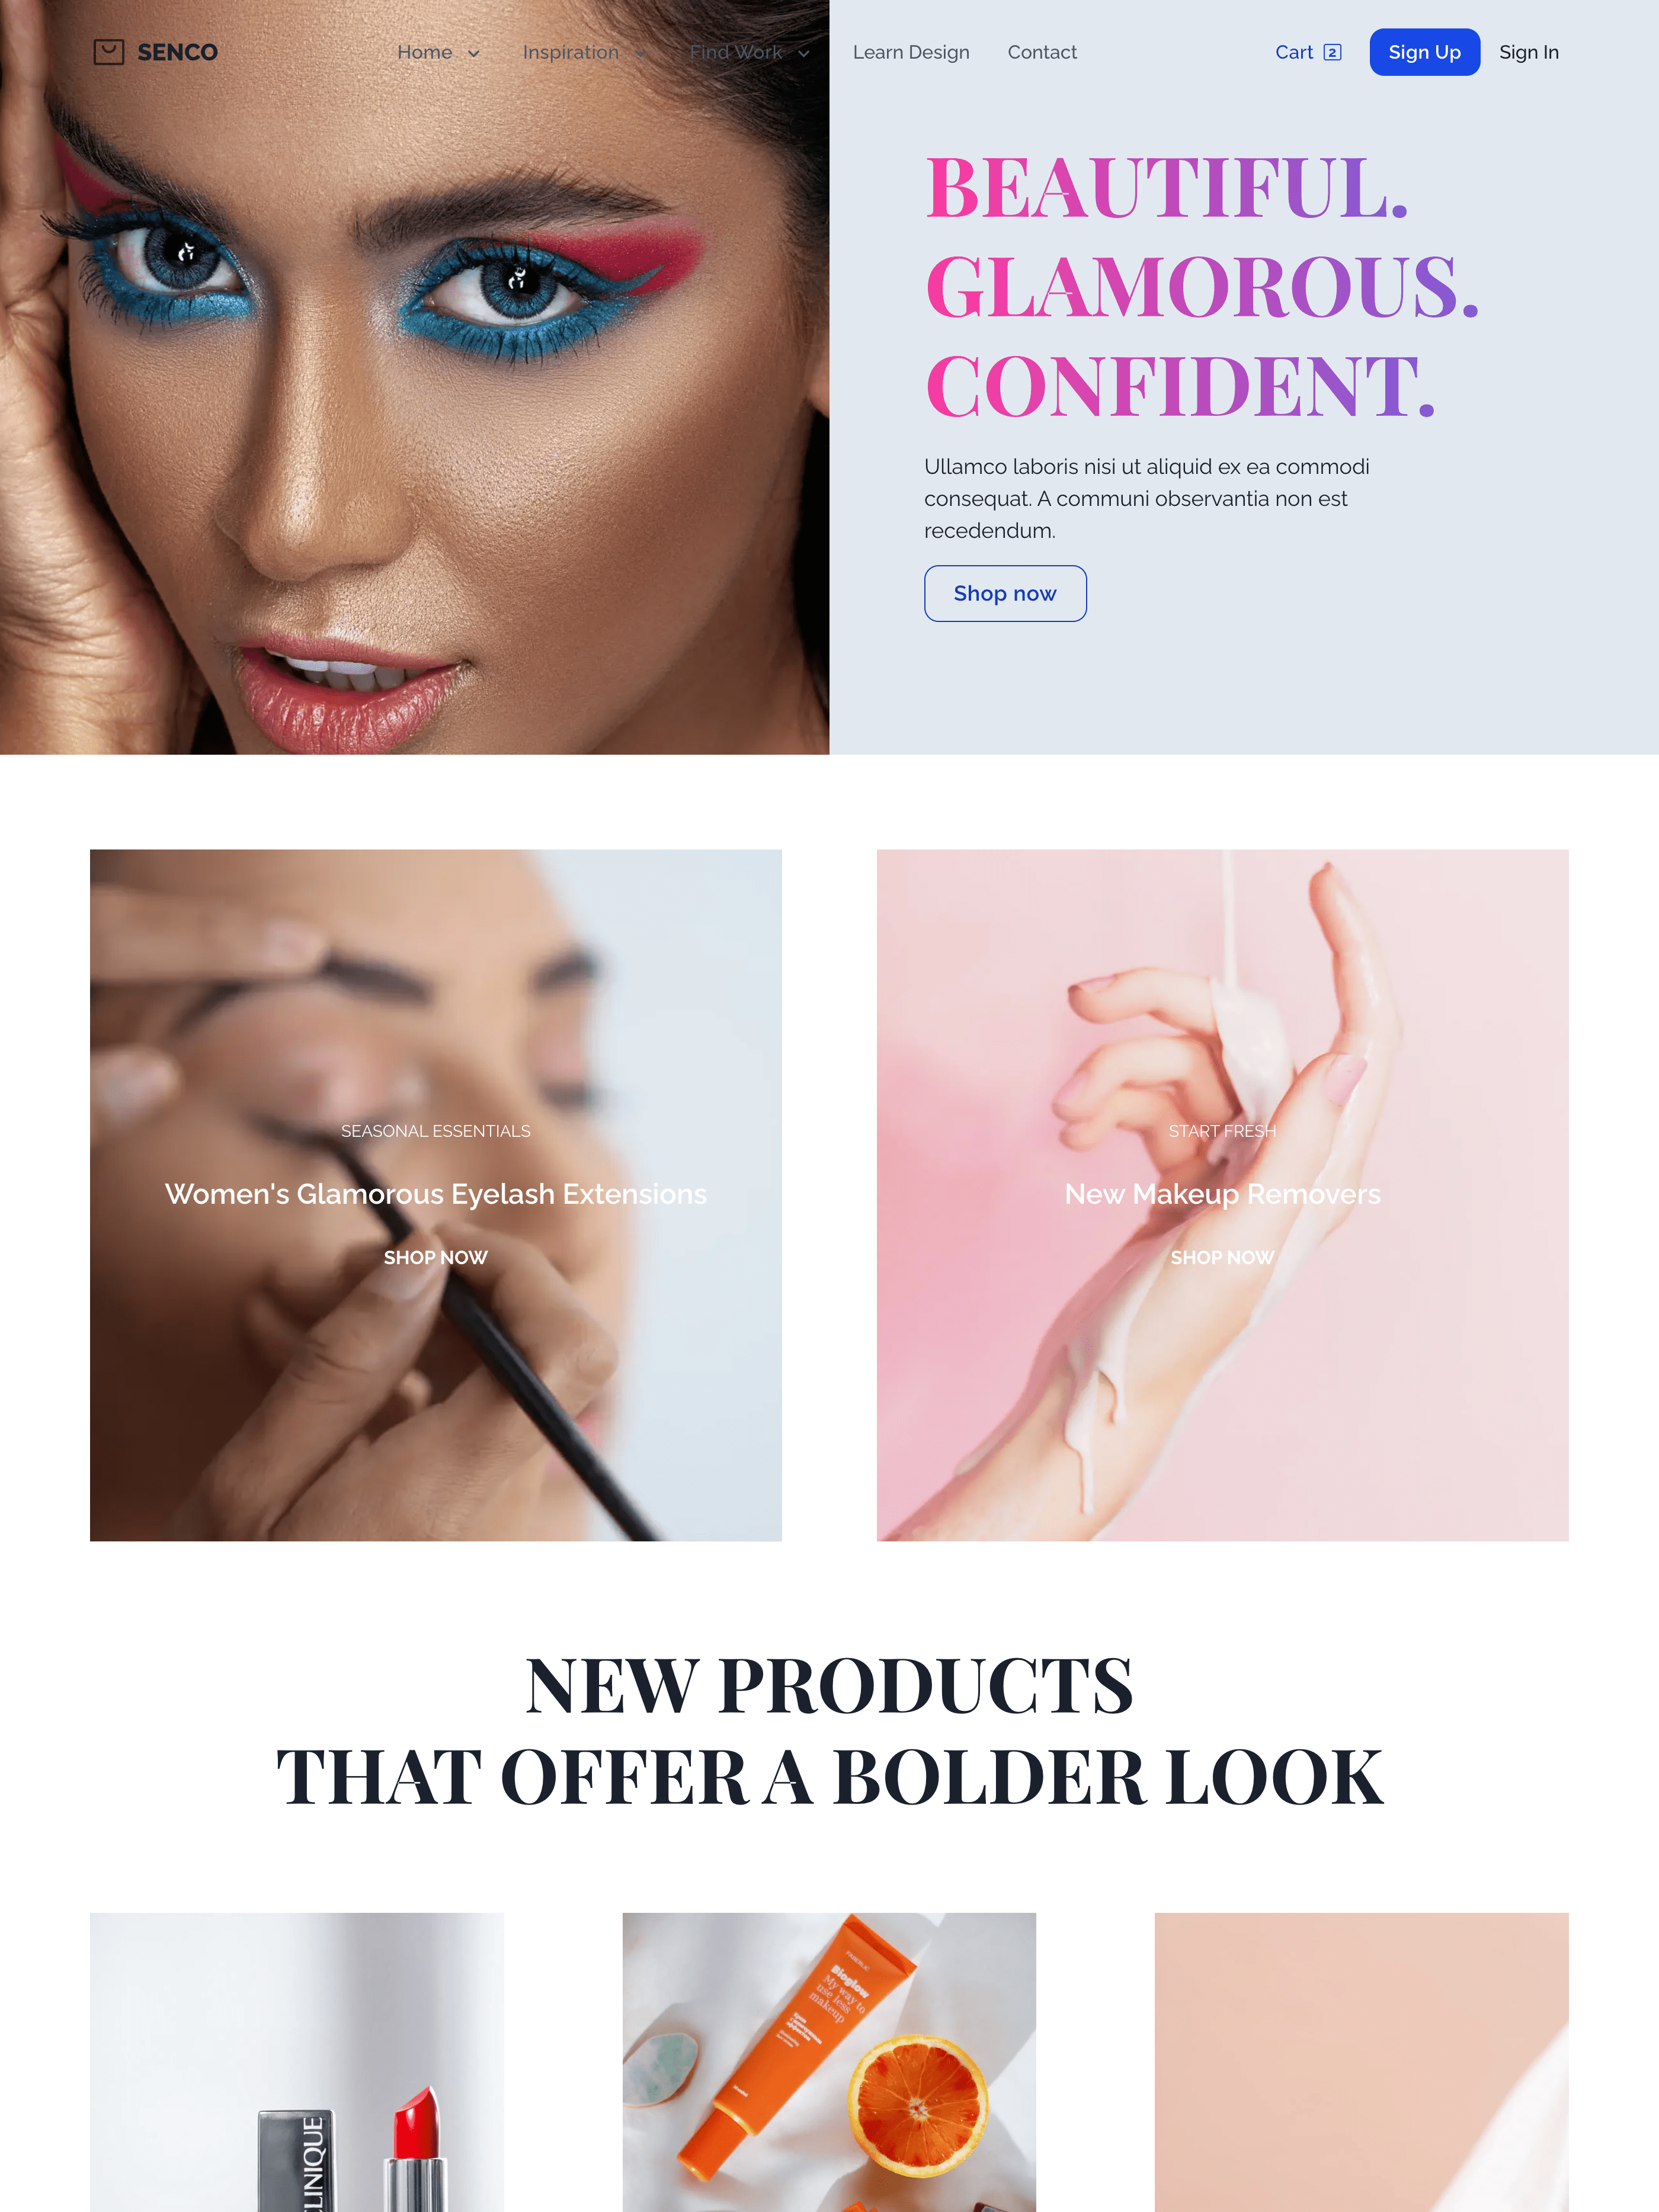 SENCO
Home
Inspiration
Find Work
Learn Design
Contact
Cart 2
Sign Up
Sign In
BEAUTIFUL.
GLAMOROUS.
CONFIDENT.
Ullamco laboris nisi ut aliquid ex ea commodi
consequat. A communi observantia non est
recedendum.
Shop now
SEASONAL ESSENTIALS
Women's Glamorous Eyelash Extensions
SHOP NOW
START FRESH
New Makeup Removers
SHOP NOW
NEW PRODUCTS
THAT OFFER A BOLDER LOOK
Bioglow
My way to
use less
makeup